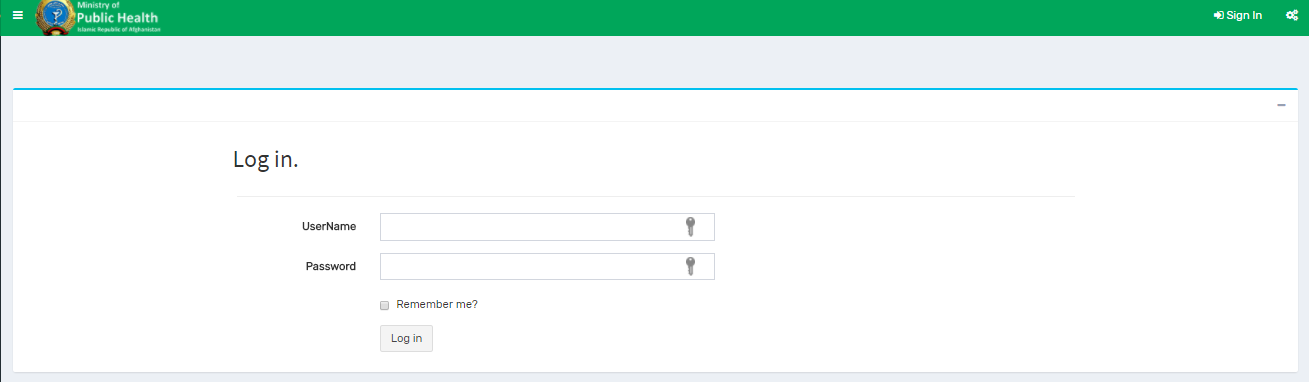 Ministry of
Public Health
Islamic Republic of Afghanistan
Sign In
Log in.
UserName
Password
Remember me?
Log in